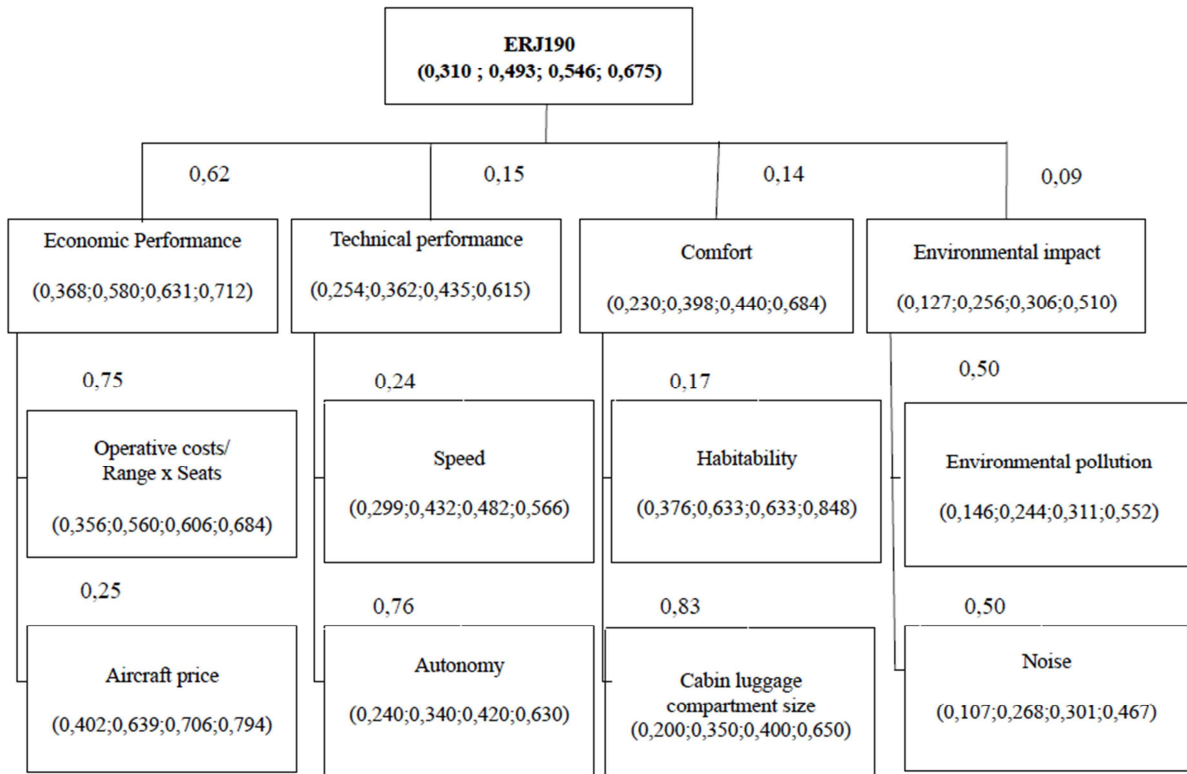 ERJ190
(0,310 ; 0,493; 0,546; 0,675)
0,62
0,15
0,14
0,09
Economic Performance
(0,368;0,580;0,631;0,712)
Technical performance
(0,254;0,362;0,435;0,615)
Comfort
(0,230;0,398;0,440;0,684)
Environmental impact
(0,127;0,256;0,306;0,510)
0,75
0,24
0,17
0,50
Operative costs/
Range x Seats
(0,356;0,560;0,606;0,684)
Speed
(0,299;0,432;0,482;0,566)
Habitability
(0,376;0,633;0,633;0,848)
Environmental pollution
(0,146;0,244;0,311;0,552)
0,25
0,76
0,83
0,50
Aircraft price
(0,402;0,639;0,706;0,794)
Autonomy
(0,240;0,340;0,420;0,630)
Cabin luggage
compartment size
(0,200;0,350;0,400;0,650)
Noise
(0,107;0,268;0,301;0,467)